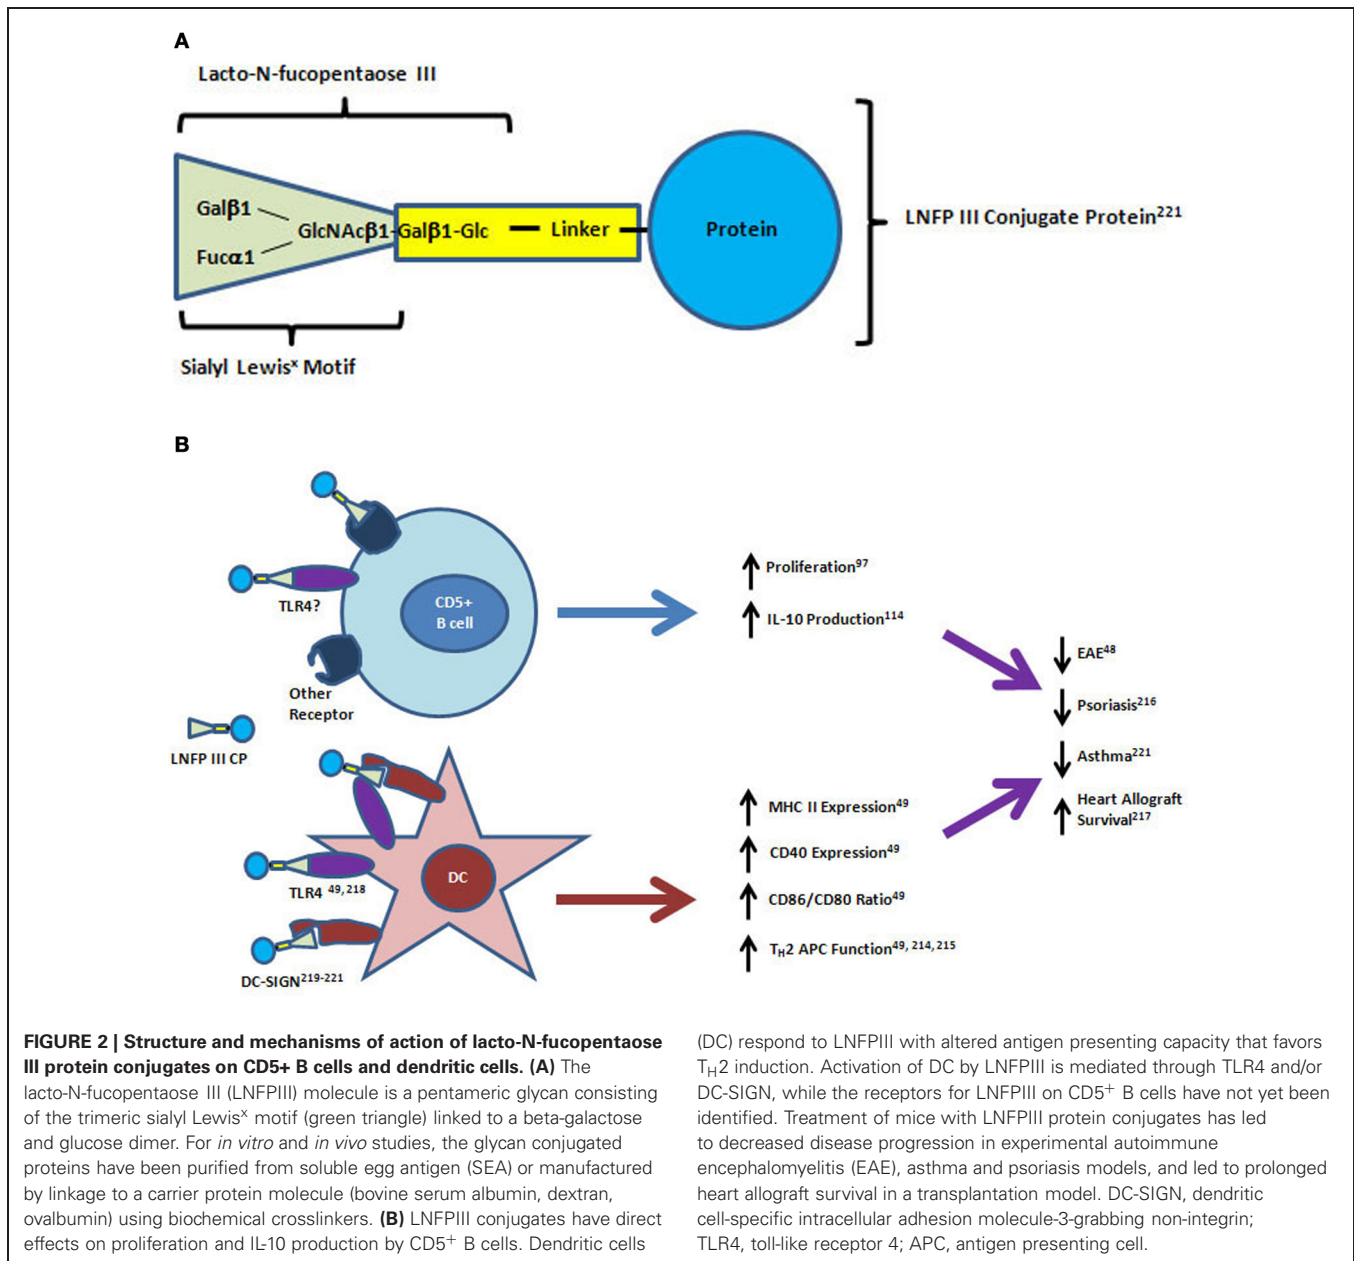 A
Lacto-N-fucopentaose III
Galβ1
GlcNAcβ1-Galβ1-Glc
Linker
Protein
Fucα1
LNFP III Conjugate Protein²²¹
Sialyl Lewisˣ Motif
B
TLR4?
CD5+
B cell
Other
Receptor
LNFP III CP
Proliferation⁹⁷
IL-10 Production¹¹⁴
TLR4 ⁴⁹, ²¹⁸
DC
DC-SIGN²¹⁹⁻²²¹
MHC II Expression⁴⁹
CD40 Expression⁴⁹
CD86/CD80 Ratio⁴⁹
T_H2 APC Function⁴⁹, ²¹⁴, ²¹⁵
EAE⁴⁸
Psoriasis²¹⁶
Asthma²²¹
Heart Allograft
Survival²¹⁷
FIGURE 2 | Structure and mechanisms of action of lacto-N-fucopentaose
III protein conjugates on CD5+ B cells and dendritic cells. (A) The
lacto-N-fucopentaose III (LNFPIII) molecule is a pentameric glycan consisting
of the trimeric sialyl Lewisˣ motif (green triangle) linked to a beta-galactose
and glucose dimer. For in vitro and in vivo studies, the glycan conjugated
proteins have been purified from soluble egg antigen (SEA) or manufactured
by linkage to a carrier protein molecule (bovine serum albumin, dextran,
ovalbumin) using biochemical crosslinkers. (B) LNFPIII conjugates have direct
effects on proliferation and IL-10 production by CD5⁺ B cells. Dendritic cells
(DC) respond to LNFPIII with altered antigen presenting capacity that favors
T_H2 induction. Activation of DC by LNFPIII is mediated through TLR4 and/or
DC-SIGN, while the receptors for LNFPIII on CD5⁺ B cells have not yet been
identified. Treatment of mice with LNFPIII protein conjugates has led
to decreased disease progression in experimental autoimmune
encephalomyelitis (EAE), asthma and psoriasis models, and led to prolonged
heart allograft survival in a transplantation model. DC-SIGN, dendritic
cell-specific intracellular adhesion molecule-3-grabbing non-integrin;
TLR4, toll-like receptor 4; APC, antigen presenting cell.